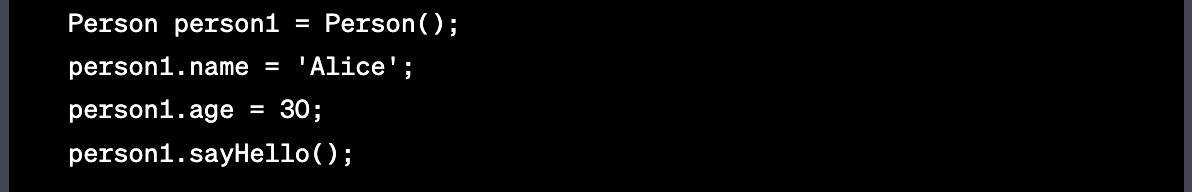 Person person1 = Person();
person1.name = 'Alice';
person1.age = 30;
person1.sayHello();